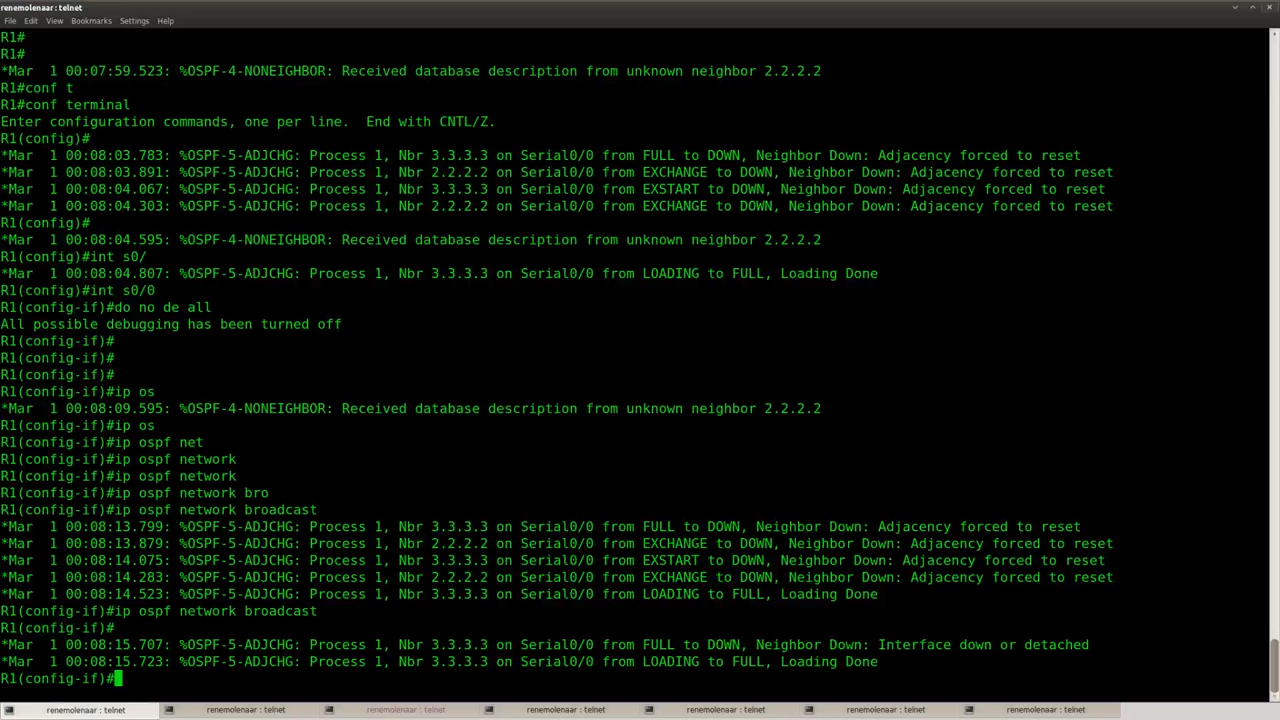 renemolenaar : telnet
File Edit View Bookmarks Settings Help
R1#
R1#
*Mar  1 00:07:59.523: %OSPF-4-NONEIGHBOR: Received database description from unknown neighbor 2.2.2.2
R1#conf t
R1#conf terminal
Enter configuration commands, one per line.  End with CNTL/Z.
R1(config)#
*Mar  1 00:08:03.783: %OSPF-5-ADJCHG: Process 1, Nbr 3.3.3.3 on Serial0/0 from FULL to DOWN, Neighbor Down: Adjacency forced to reset
*Mar  1 00:08:03.891: %OSPF-5-ADJCHG: Process 1, Nbr 2.2.2.2 on Serial0/0 from EXCHANGE to DOWN, Neighbor Down: Adjacency forced to reset
*Mar  1 00:08:04.067: %OSPF-5-ADJCHG: Process 1, Nbr 3.3.3.3 on Serial0/0 from EXSTART to DOWN, Neighbor Down: Adjacency forced to reset
*Mar  1 00:08:04.303: %OSPF-5-ADJCHG: Process 1, Nbr 2.2.2.2 on Serial0/0 from EXCHANGE to DOWN, Neighbor Down: Adjacency forced to reset
R1(config)#
*Mar  1 00:08:04.595: %OSPF-4-NONEIGHBOR: Received database description from unknown neighbor 2.2.2.2
R1(config)#int s0/
*Mar  1 00:08:04.807: %OSPF-5-ADJCHG: Process 1, Nbr 3.3.3.3 on Serial0/0 from LOADING to FULL, Loading Done
R1(config)#int s0/0
R1(config-if)#do no de all
All possible debugging has been turned off
R1(config-if)#
R1(config-if)#
R1(config-if)#
R1(config-if)#ip os
*Mar  1 00:08:09.595: %OSPF-4-NONEIGHBOR: Received database description from unknown neighbor 2.2.2.2
R1(config-if)#ip os
R1(config-if)#ip ospf net
R1(config-if)#ip ospf network
R1(config-if)#ip ospf network
R1(config-if)#ip ospf network bro
R1(config-if)#ip ospf network broadcast
*Mar  1 00:08:13.799: %OSPF-5-ADJCHG: Process 1, Nbr 3.3.3.3 on Serial0/0 from FULL to DOWN, Neighbor Down: Adjacency forced to reset
*Mar  1 00:08:13.879: %OSPF-5-ADJCHG: Process 1, Nbr 2.2.2.2 on Serial0/0 from EXCHANGE to DOWN, Neighbor Down: Adjacency forced to reset
*Mar  1 00:08:14.075: %OSPF-5-ADJCHG: Process 1, Nbr 3.3.3.3 on Serial0/0 from EXSTART to DOWN, Neighbor Down: Adjacency forced to reset
*Mar  1 00:08:14.283: %OSPF-5-ADJCHG: Process 1, Nbr 2.2.2.2 on Serial0/0 from EXCHANGE to DOWN, Neighbor Down: Adjacency forced to reset
*Mar  1 00:08:14.523: %OSPF-5-ADJCHG: Process 1, Nbr 3.3.3.3 on Serial0/0 from LOADING to FULL, Loading Done
R1(config-if)#ip ospf network broadcast
R1(config-if)#
*Mar  1 00:08:15.707: %OSPF-5-ADJCHG: Process 1, Nbr 3.3.3.3 on Serial0/0 from FULL to DOWN, Neighbor Down: Interface down or detached
*Mar  1 00:08:15.723: %OSPF-5-ADJCHG: Process 1, Nbr 3.3.3.3 on Serial0/0 from LOADING to FULL, Loading Done
R1(config-if)#
renemolenaar : telnet renemolenaar : telnet renemolenaar : telnet renemolenaar : telnet renemolenaar : telnet renemolenaar : telnet renemolenaar : telnet